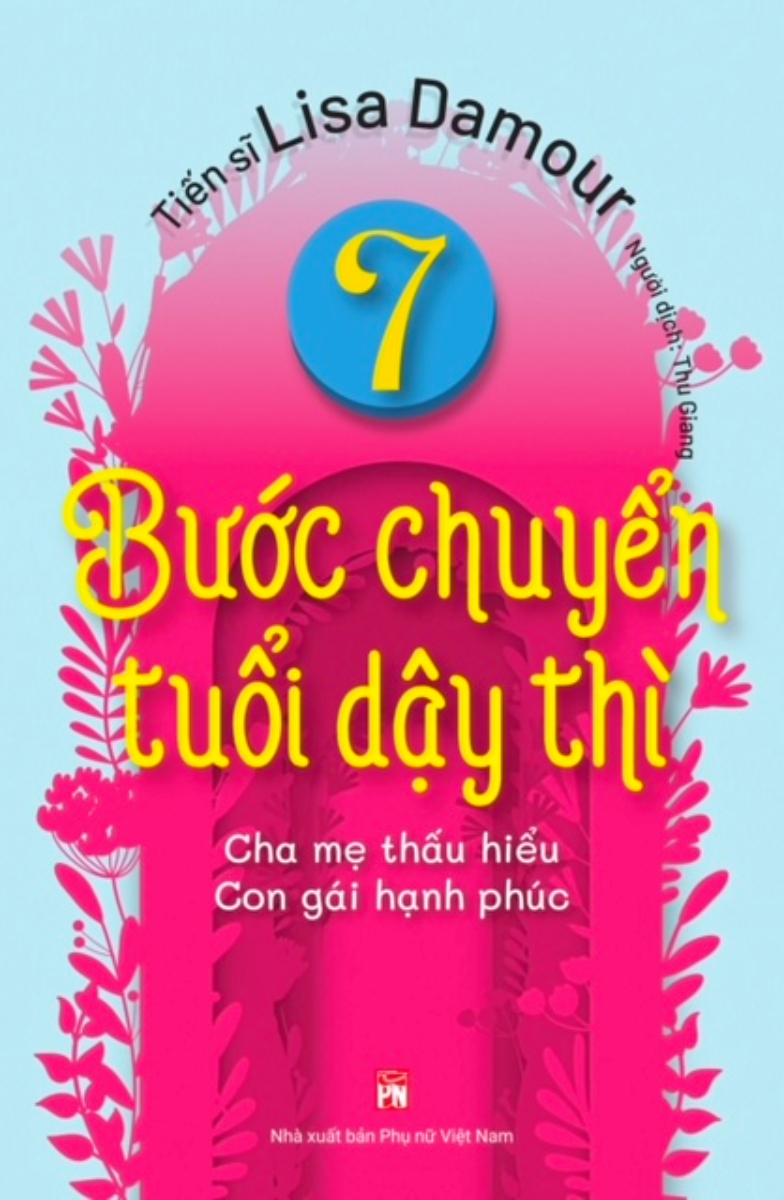 Tiến sĩ Lisa Damour
Người dịch: Thu Giang
7
Bước chuyển
tuổi dậy thì
Cha mẹ thấu hiểu
Con gái hạnh phúc
PN
Nhà xuất bản Phụ nữ Việt Nam